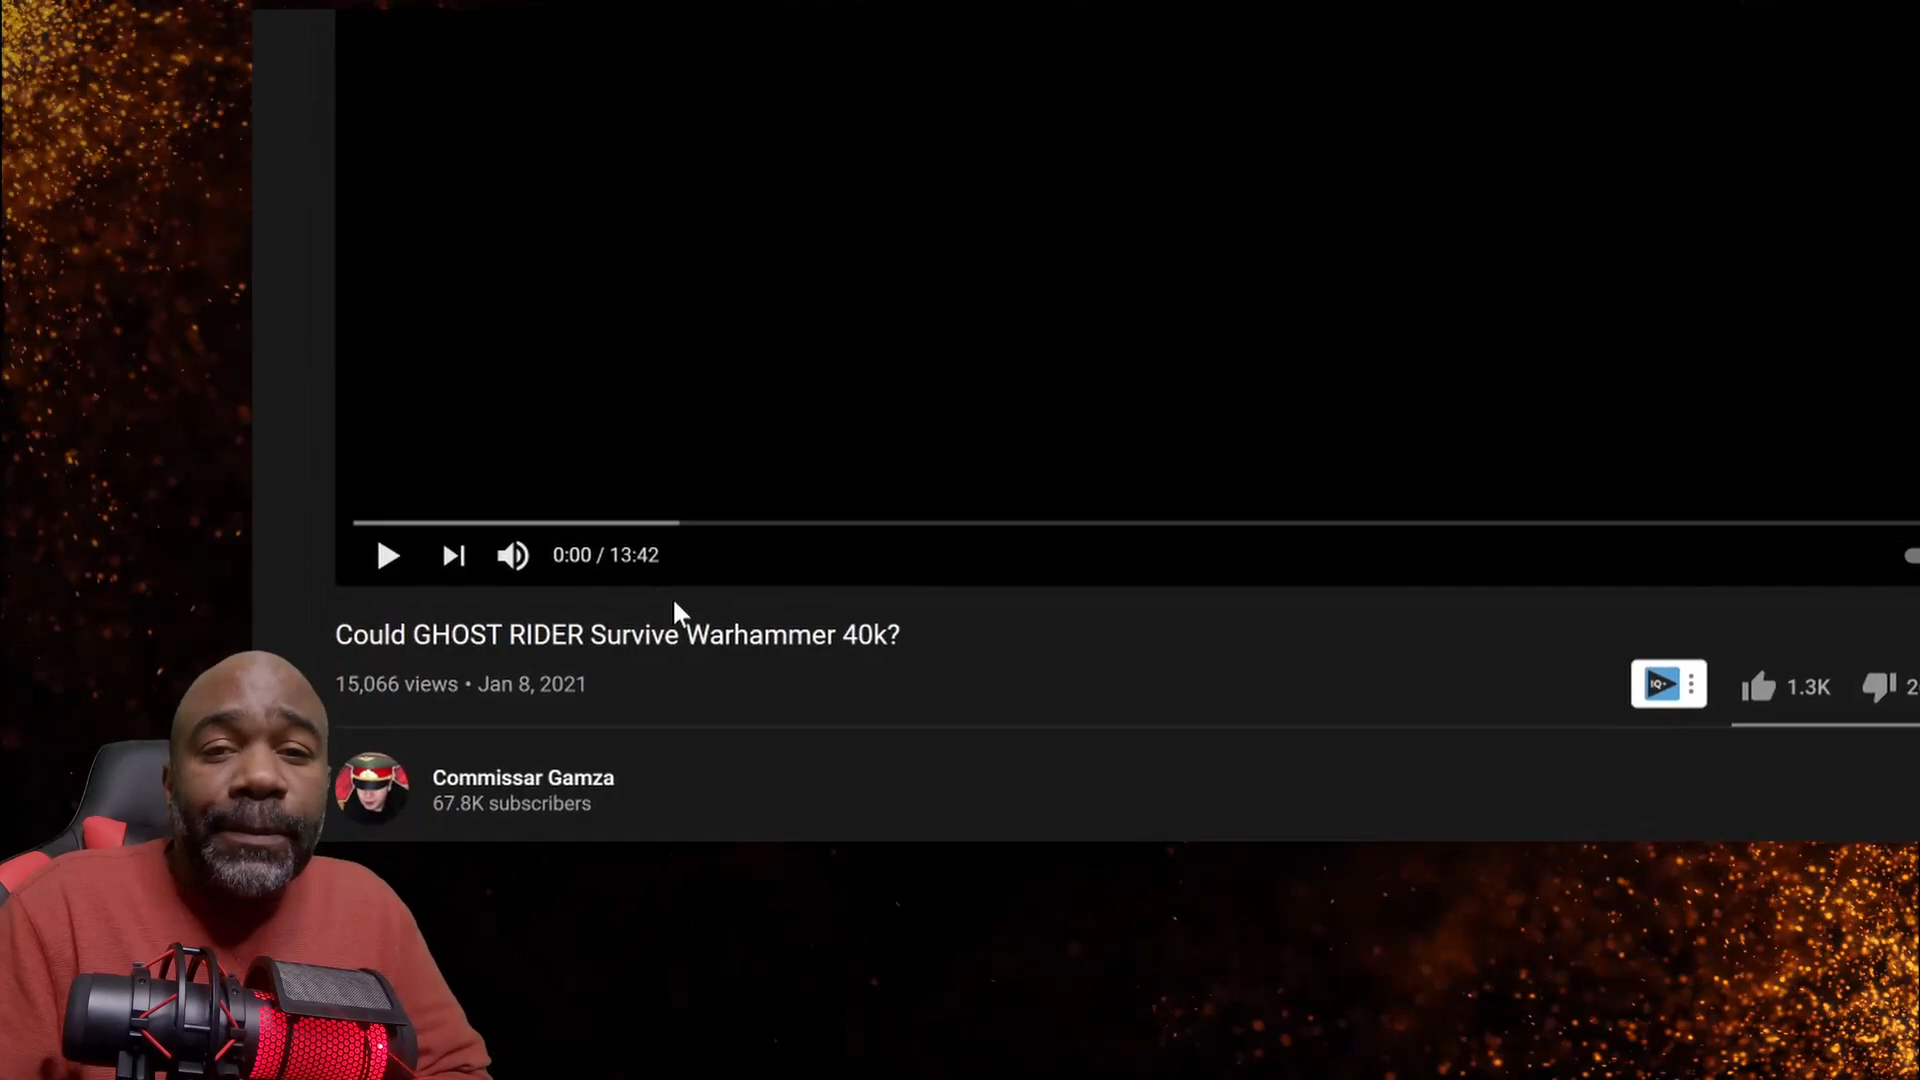 0:00 / 13:42
Could GHOST RIDER Survive Warhammer 40k?
15,066 views • Jan 8, 2021
IQ
1.3K
Commissar Gamza
67.8K subscribers